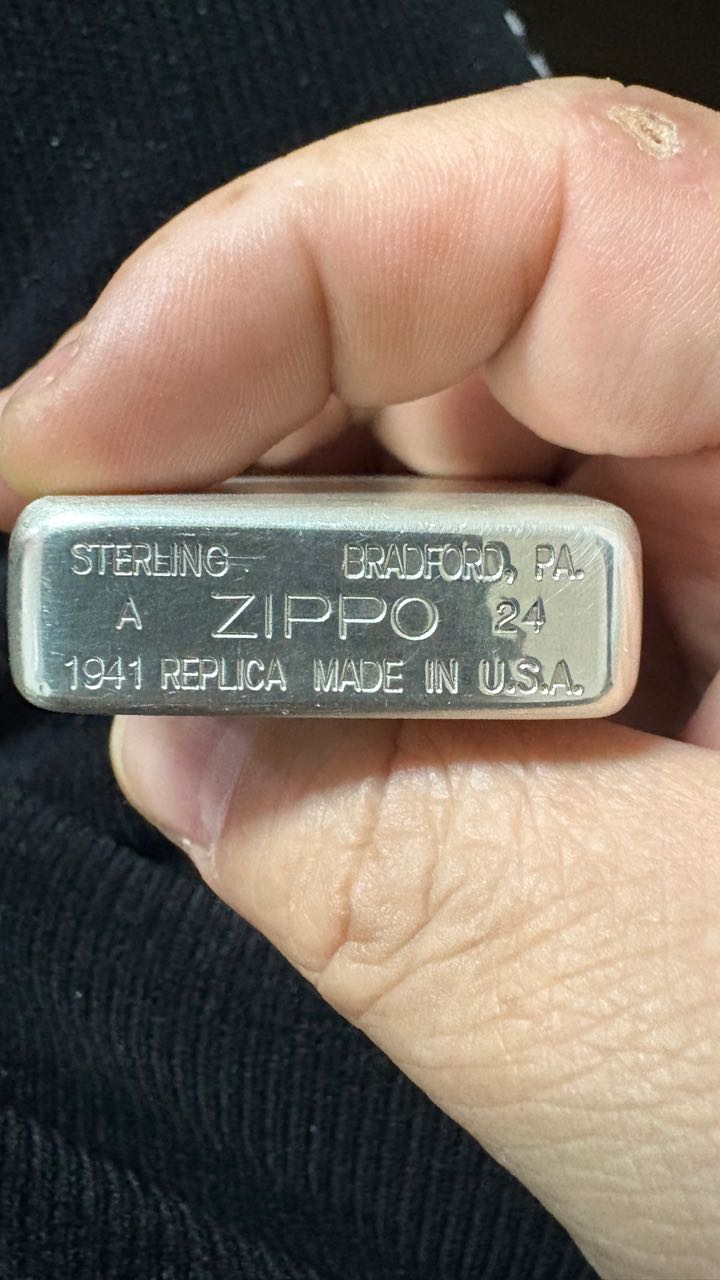 STERLING BRADFORD, PA.
A ZIPPO 24
1941 REPLICA MADE IN U.S.A.